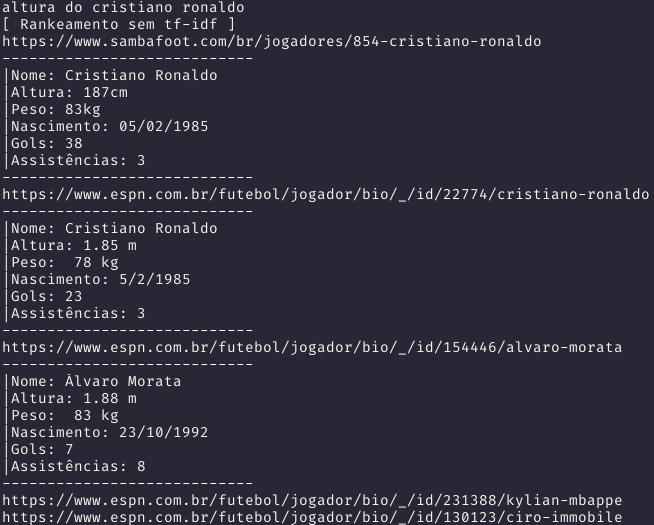 altura do cristiano ronaldo
[ Rankeamento sem tf-idf ]
https://www.sambafoot.com/br/jogadores/854-cristiano-ronaldo
----------------------------
|Nome: Cristiano Ronaldo
|Altura: 187cm
|Peso: 83kg
|Nascimento: 05/02/1985
|Gols: 38
|Assistências: 3
----------------------------
https://www.espn.com.br/futebol/jogador/bio/_/id/22774/cristiano-ronaldo
----------------------------
|Nome: Cristiano Ronaldo
|Altura: 1.85 m
|Peso:  78 kg
|Nascimento: 5/2/1985
|Gols: 23
|Assistências: 3
----------------------------
https://www.espn.com.br/futebol/jogador/bio/_/id/154446/alvaro-morata
----------------------------
|Nome: Álvaro Morata
|Altura: 1.88 m
|Peso:  83 kg
|Nascimento: 23/10/1992
|Gols: 7
|Assistências: 8
----------------------------
https://www.espn.com.br/futebol/jogador/bio/_/id/231388/kylian-mbappe
https://www.espn.com.br/futebol/jogador/bio/_/id/130123/ciro-immobile